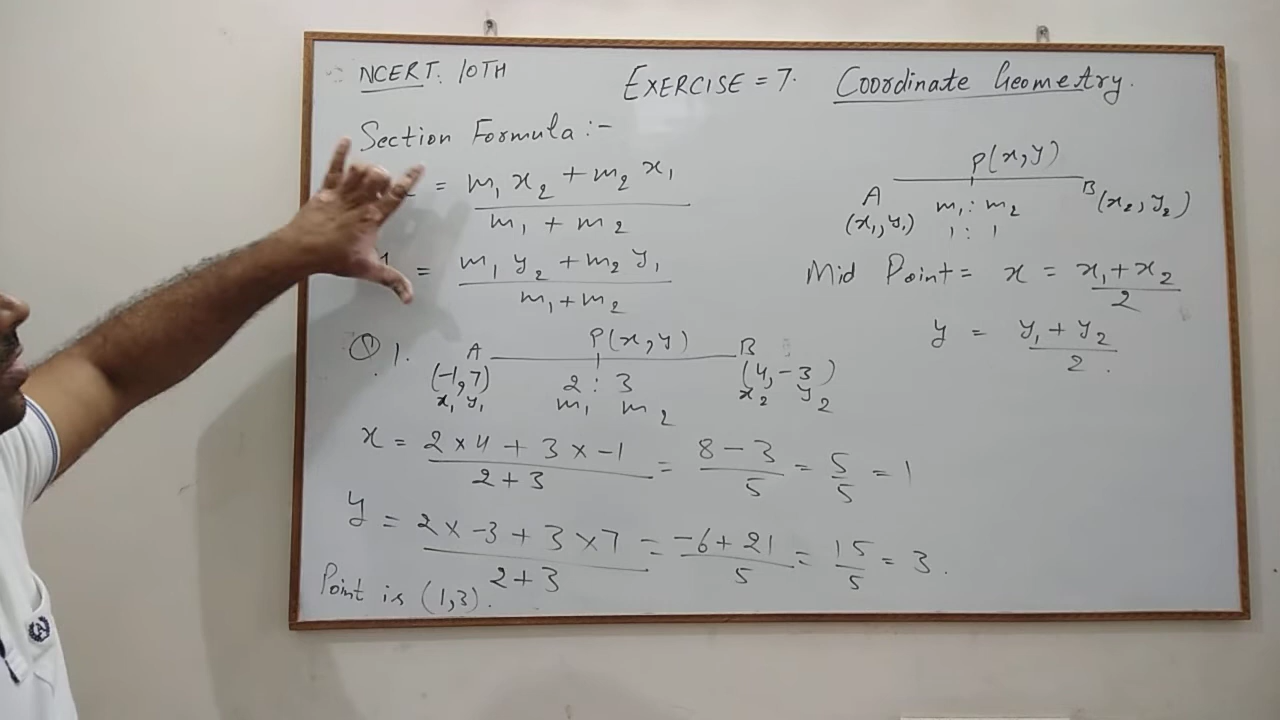 NCERT. 10TH
EXERCISE = 7. Coordinate Geometry.
Section Formula :-
= m₁ x₂ + m₂ x₁
m₁ + m₂
= m₁ y₂ + m₂ y₁
m₁ + m₂
P(x, y)
A B(x₂, y₂)
(x₁, y₁) m₁ : m₂
1 : 1
Mid Point = x = x₁ + x₂
2
y = y₁ + y₂
2.
Q 1. A P(x, y) B
(-1, 7) 2 : 3 (4, -3)
x₁ y₁ m₁ m₂ x₂ y₂
x = 2 × 4 + 3 × -1 = 8 - 3 = 5 = 1
2 + 3 5 5
y = 2 × -3 + 3 × 7 = -6 + 21 = 15 = 3.
2 + 3 5 5
Point is (1, 3).